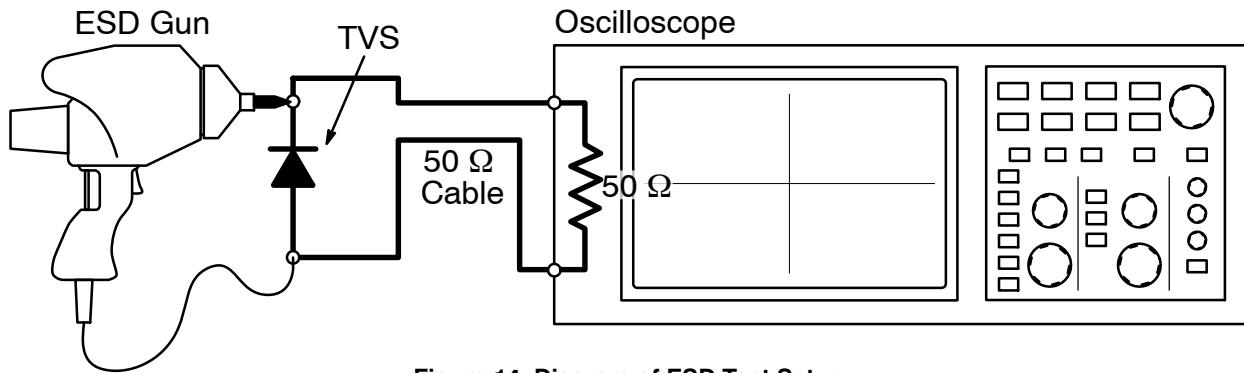 ESD Gun
TVS
Oscilloscope
50 Ω
Cable
50 Ω
Figure 14. Diagram of ESD Test Setup